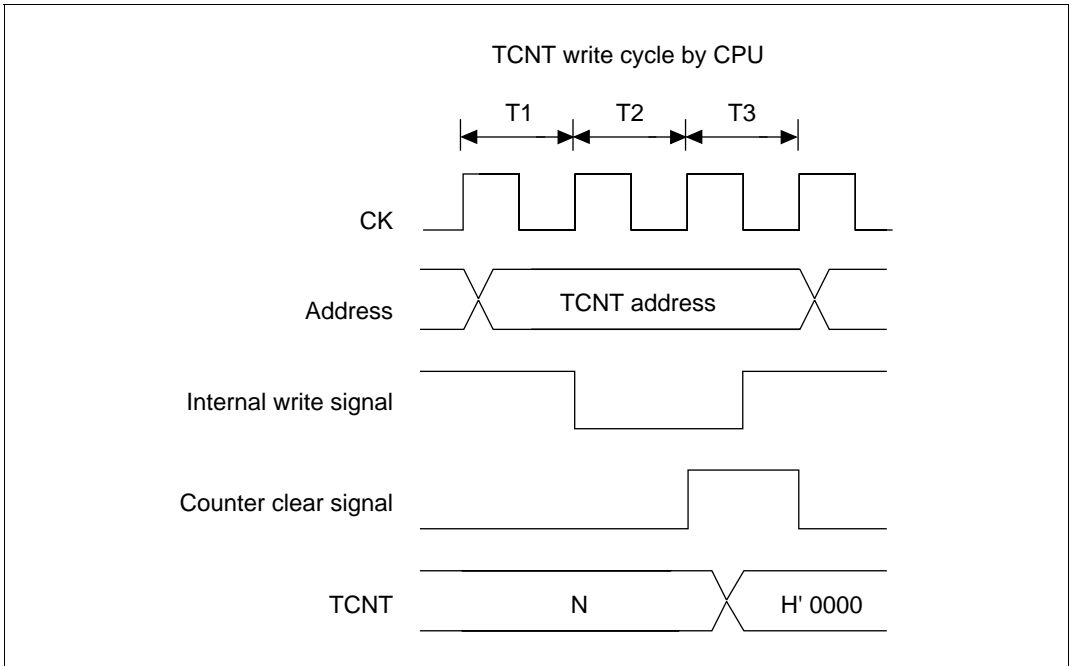 TCNT write cycle by CPU
T1 T2 T3
CK
Address TCNT address
Internal write signal
Counter clear signal
TCNT N H' 0000